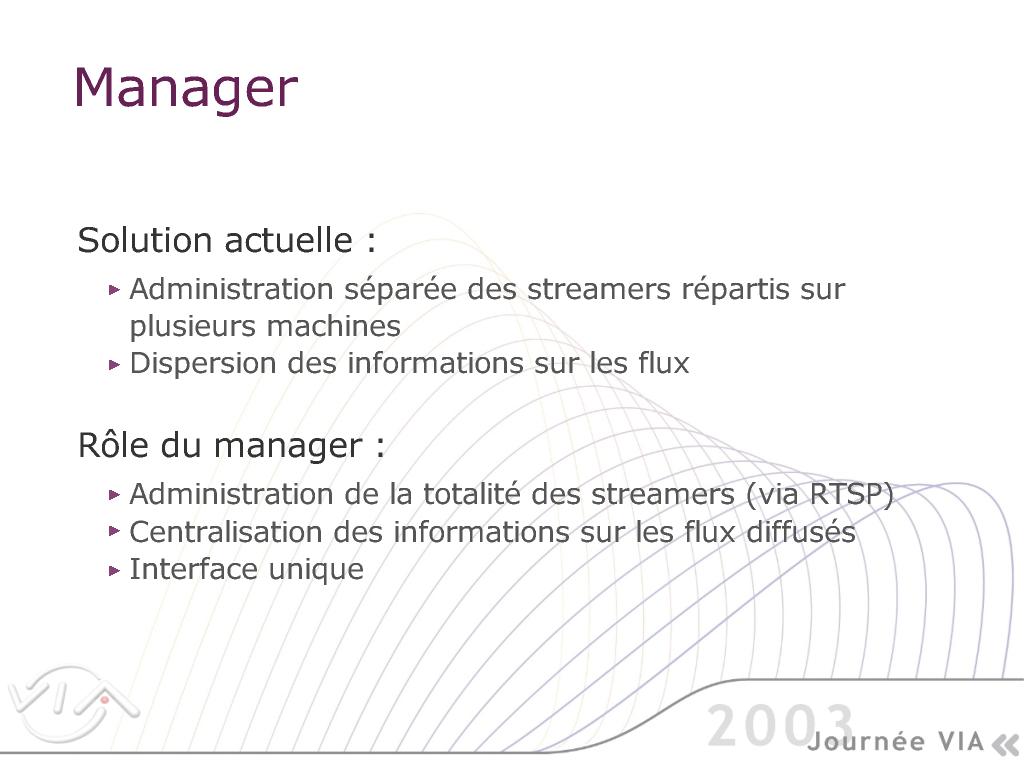 Manager
Solution actuelle :
Administration séparée des streamers répartis sur
plusieurs machines
Dispersion des informations sur les flux
Rôle du manager :
Administration de la totalité des streamers (via RTSP)
Centralisation des informations sur les flux diffusés
Interface unique
VIA
2003
Journée VIA